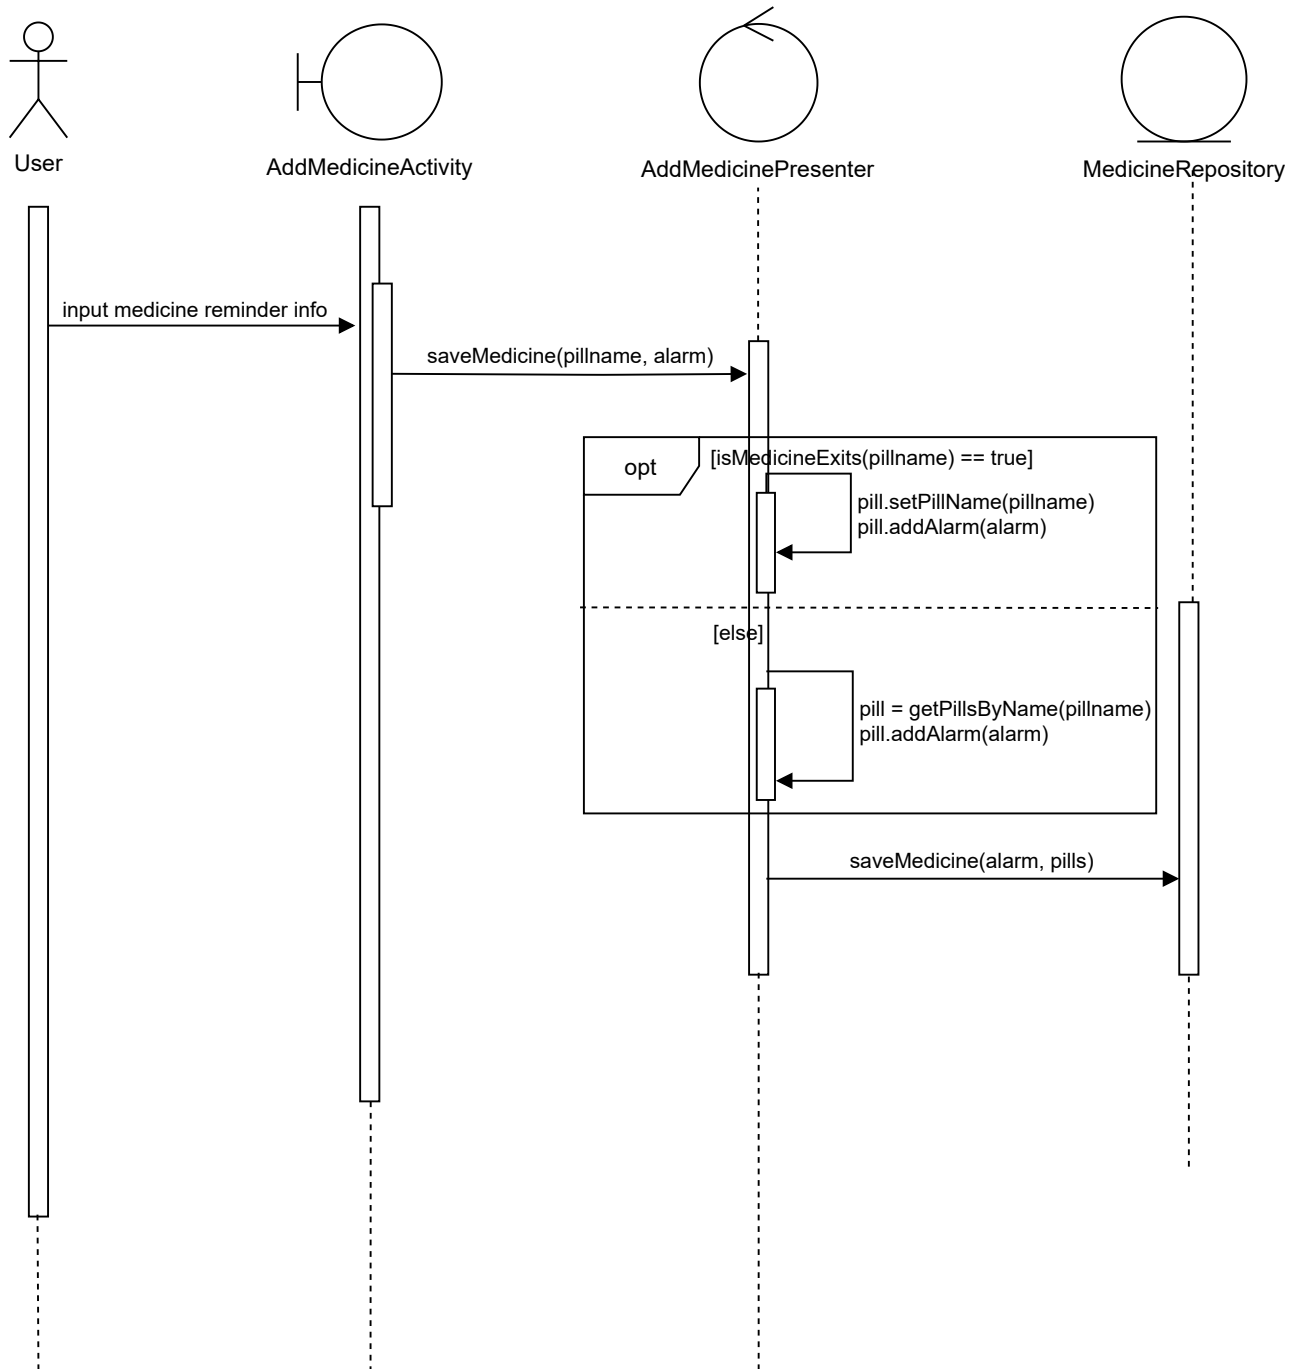 User
AddMedicineActivity
AddMedicinePresenter
MedicineRepository
input medicine reminder info
saveMedicine(pillname, alarm)
opt
[isMedicineExits(pillname) == true]
pill.setPillName(pillname)
pill.addAlarm(alarm)
[else]
pill = getPillsByName(pillname)
pill.addAlarm(alarm)
saveMedicine(alarm, pills)